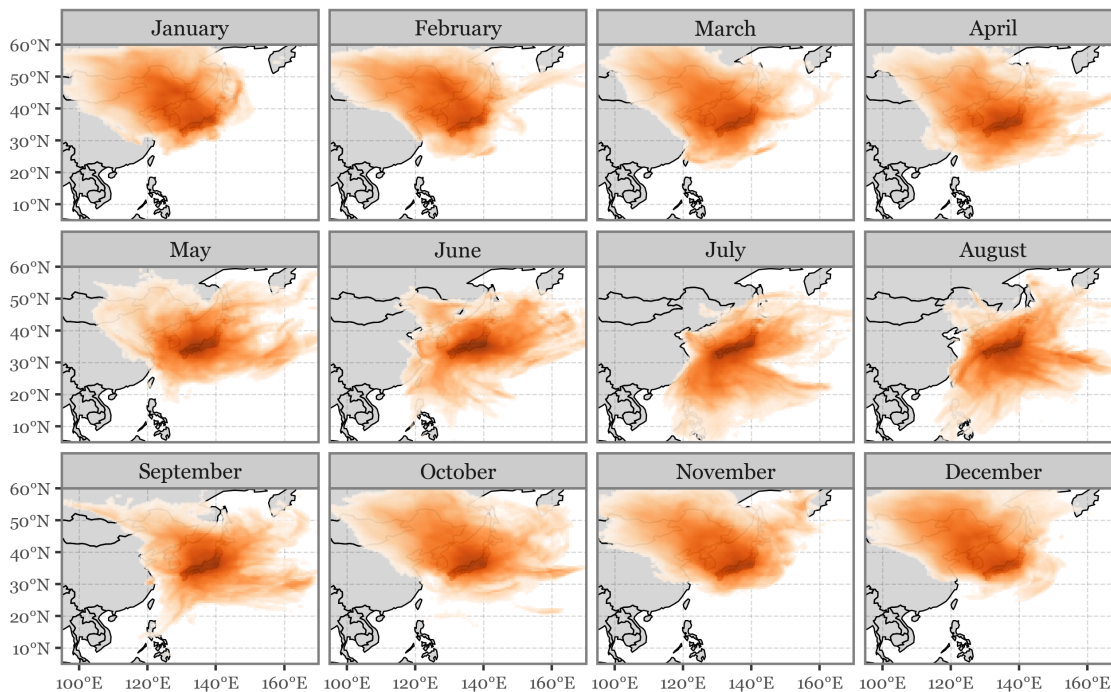 January February March April
60°N
50°N
40°N
30°N
20°N
10°N
May June July August
60°N
50°N
40°N
30°N
20°N
10°N
September October November December
60°N
50°N
40°N
30°N
20°N
10°N
100°E 120°E 140°E 160°E 100°E 120°E 140°E 160°E 100°E 120°E 140°E 160°E 100°E 120°E 140°E 160°E